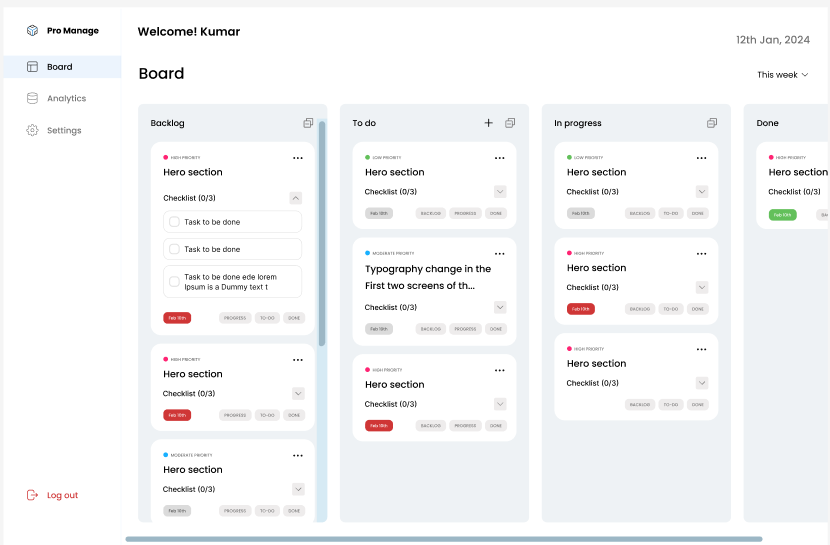 Pro Manage
Board
Analytics
Settings
Log out
Welcome! Kumar
12th Jan, 2024
Board
This week
Backlog
HIGH PRIORITY
Hero section
Checklist (0/3)
Task to be done
Task to be done
Task to be done ede lorem
Ipsum is a Dummy text t
Feb 10th PROGRESS TO-DO DONE
HIGH PRIORITY
Hero section
Checklist (0/3)
Feb 10th PROGRESS TO-DO DONE
MODERATE PRIORITY
Hero section
Checklist (0/3)
Feb 10th PROGRESS TO-DO DONE
To do
LOW PRIORITY
Hero section
Checklist (0/3)
Feb 10th BACKLOG PROGRESS DONE
MODERATE PRIORITY
Typography change in the
First two screens of th...
Checklist (0/3)
Feb 10th BACKLOG PROGRESS DONE
HIGH PRIORITY
Hero section
Checklist (0/3)
Feb 10th BACKLOG PROGRESS DONE
In progress
LOW PRIORITY
Hero section
Checklist (0/3)
Feb 10th BACKLOG TO-DO DONE
HIGH PRIORITY
Hero section
Checklist (0/3)
Feb 10th BACKLOG TO-DO DONE
HIGH PRIORITY
Hero section
Checklist (0/3)
BACKLOG TO-DO DONE
Done
HIGH PRIORITY
Hero section
Checklist (0/3)
Feb 10th